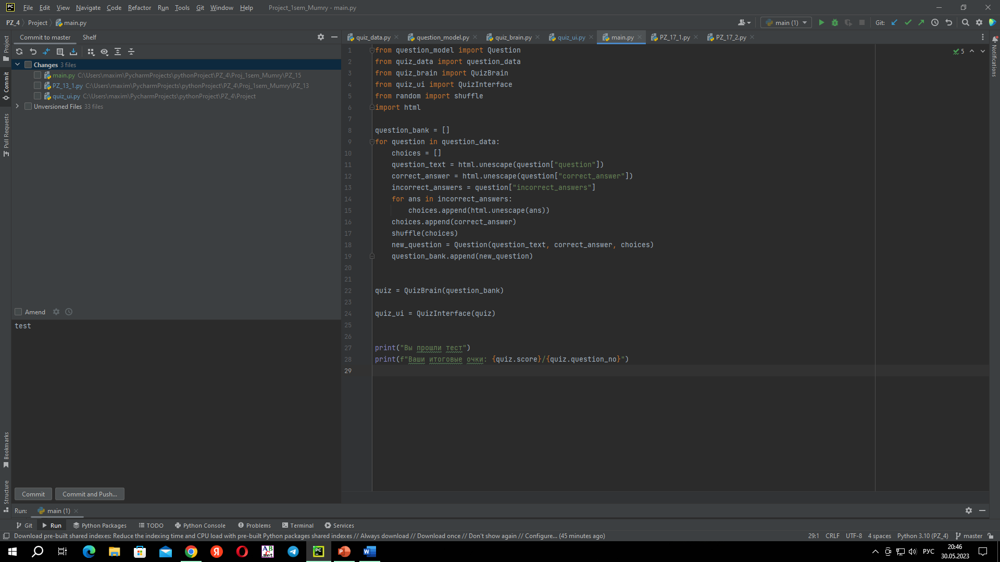 File Edit View Navigate Code Refactor Run Tools Git Window Help Project_1sem_Mumry - main.py
PZ_4 Project main.py main (1) Git:
Commit to master Shelf
quiz_data.py question_model.py quiz_brain.py quiz_ui.py main.py PZ_17_1.py PZ_17_2.py
Project
Commit
Pull Requests
Bookmarks
Structure
Notifications
Changes 3 files
main.py C:\Users\maxim\PycharmProjects\pythonProject\PZ_4\Proj_1sem_Mumry\PZ_15
PZ_13_1.py C:\Users\maxim\PycharmProjects\pythonProject\PZ_4\Proj_1sem_Mumry\PZ_13
quiz_ui.py C:\Users\maxim\PycharmProjects\pythonProject\PZ_4\Project
Unversioned Files 33 files
Amend
test
Commit Commit and Push...
5
1 from question_model import Question
2 from quiz_data import question_data
3 from quiz_brain import QuizBrain
4 from quiz_ui import QuizInterface
5 from random import shuffle
6 import html
7
8 question_bank = []
9 for question in question_data:
10 choices = []
11 question_text = html.unescape(question["question"])
12 correct_answer = html.unescape(question["correct_answer"])
13 incorrect_answers = question["incorrect_answers"]
14 for ans in incorrect_answers:
15 choices.append(html.unescape(ans))
16 choices.append(correct_answer)
17 shuffle(choices)
18 new_question = Question(question_text, correct_answer, choices)
19 question_bank.append(new_question)
20
21
22 quiz = QuizBrain(question_bank)
23
24 quiz_ui = QuizInterface(quiz)
25
26
27 print("Вы прошли тест")
28 print(f"Ваши итоговые очки: {quiz.score}/{quiz.question_no}")
29
Run: main (1)
Git Run Python Packages TODO Python Console Problems Terminal Services
Download pre-built shared indexes: Reduce the indexing time and CPU load with pre-built Python packages shared indexes // Always download // Download once // Don't show again // Configure... (45 minutes ago) 29:1 CRLF UTF-8 4 spaces Python 3.10 (PZ_4) master
РУС 20:46
30.05.2023